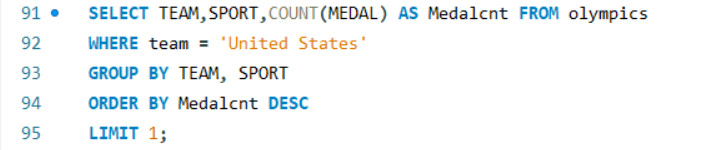 91 SELECT TEAM,SPORT,COUNT(MEDAL) AS Medalcnt FROM olympics
92 WHERE team = 'United States'
93 GROUP BY TEAM, SPORT
94 ORDER BY Medalcnt DESC
95 LIMIT 1;